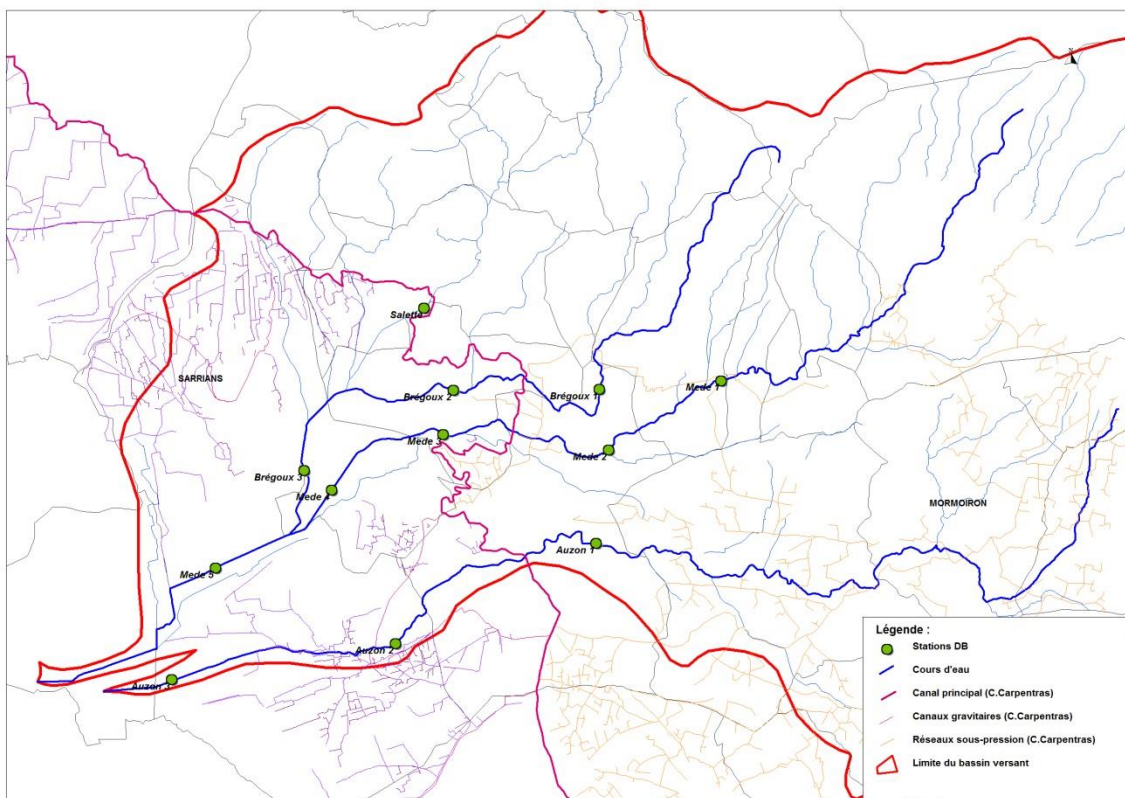 Salette
SARRIANS
Brégoux 2
Brégoux 1
Mede 1
Mede 3
Mede 2
Brégoux 3
Mede 4
MORMOIRON
Auzon 1
Mede 5
Auzon 2
Auzon 3
Légende :
Stations DB
Cours d'eau
Canal principal (C.Carpentras)
Canaux gravitaires (C.Carpentras)
Réseaux sous-pression (C.Carpentras)
Limite du bassin versant